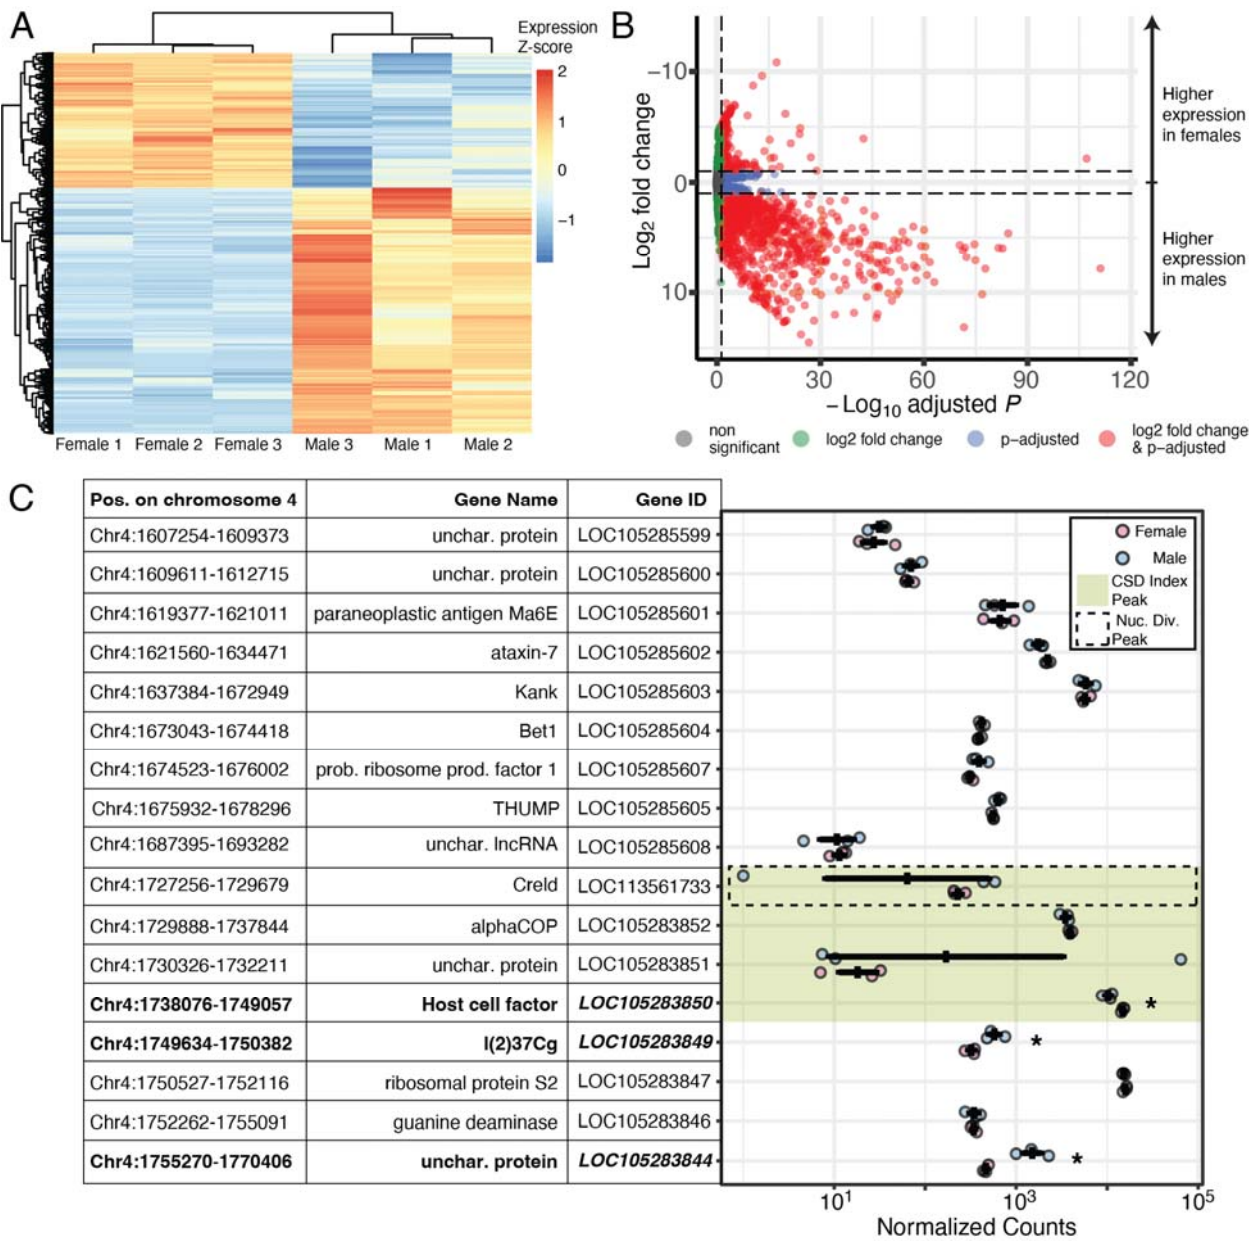 A
Expression
Z-score
2
1
0
−1
Female 1 Female 2 Female 3 Male 3 Male 1 Male 2
B
Log2 fold change
−10
0
10
0 30 60 90 120
−Log10 adjusted P
Higher
expression
in females
Higher
expression
in males
non
significant
log2 fold change
p−adjusted
log2 fold change
& p−adjusted
C
Pos. on chromosome 4 Gene Name Gene ID
Chr4:1607254-1609373 unchar. protein LOC105285599
Chr4:1609611-1612715 unchar. protein LOC105285600
Chr4:1619377-1621011 paraneoplastic antigen Ma6E LOC105285601
Chr4:1621560-1634471 ataxin-7 LOC105285602
Chr4:1637384-1672949 Kank LOC105285603
Chr4:1673043-1674418 Bet1 LOC105285604
Chr4:1674523-1676002 prob. ribosome prod. factor 1 LOC105285607
Chr4:1675932-1678296 THUMP LOC105285605
Chr4:1687395-1693282 unchar. lncRNA LOC105285608
Chr4:1727256-1729679 Creld LOC113561733
Chr4:1729888-1737844 alphaCOP LOC105283852
Chr4:1730326-1732211 unchar. protein LOC105283851
Chr4:1738076-1749057 Host cell factor LOC105283850 *
Chr4:1749634-1750382 l(2)37Cg LOC105283849 *
Chr4:1750527-1752116 ribosomal protein S2 LOC105283847
Chr4:1752262-1755091 guanine deaminase LOC105283846
Chr4:1755270-1770406 unchar. protein LOC105283844 *
Female
Male
CSD Index
Peak
Nuc. Div.
Peak
10^1 10^3 10^5
Normalized Counts